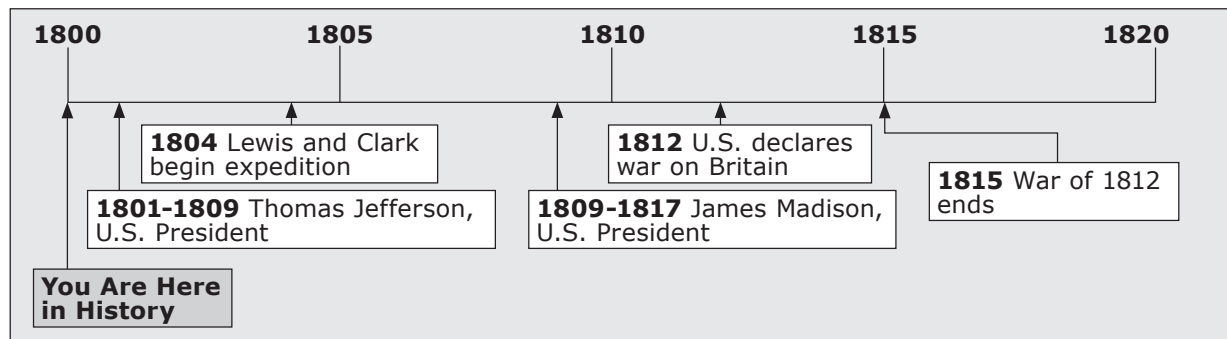 1800 1805 1810 1815 1820
1804 Lewis and Clark
begin expedition
1812 U.S. declares
war on Britain
1815 War of 1812
ends
1801-1809 Thomas Jefferson,
U.S. President
1809-1817 James Madison,
U.S. President
You Are Here
in History